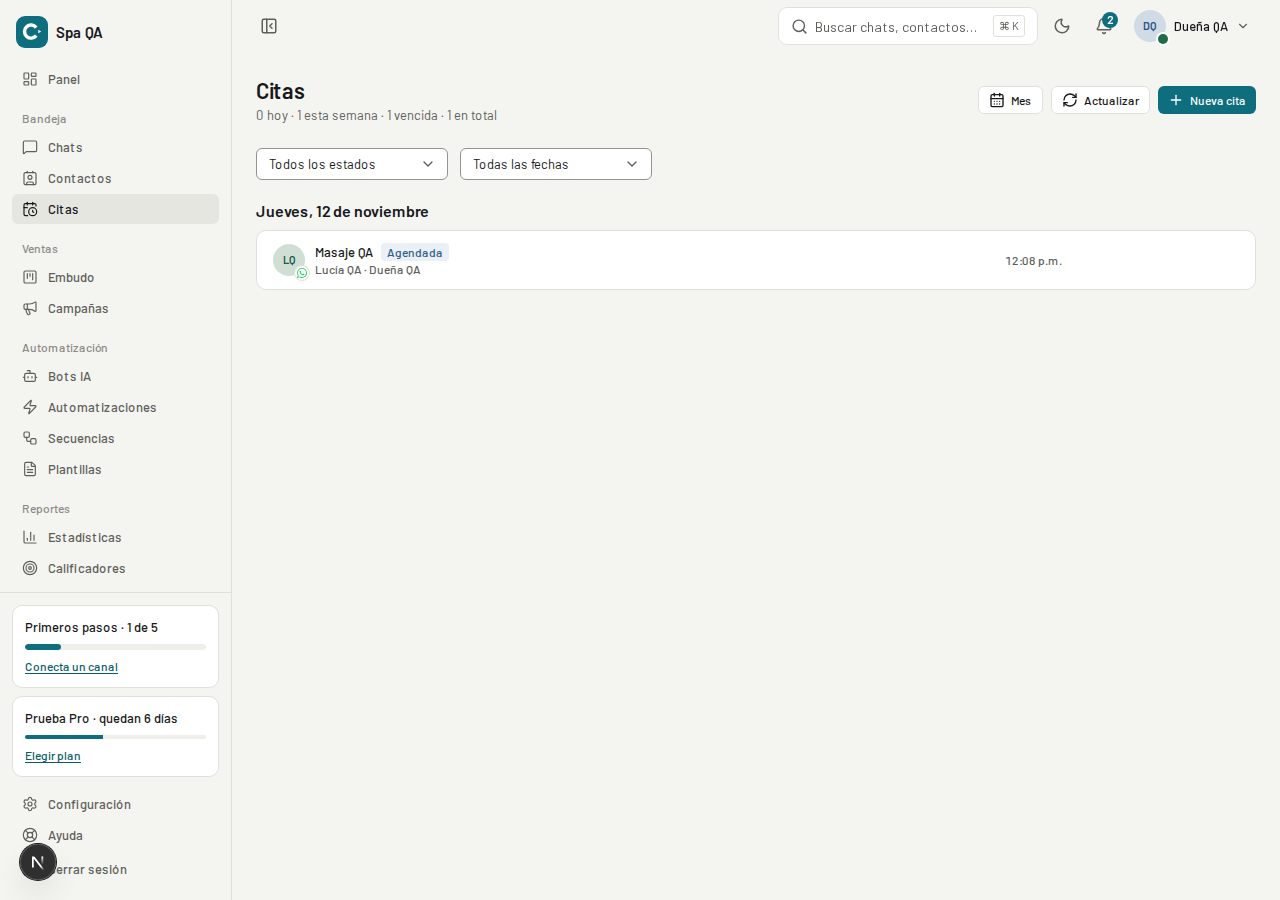 Spa QA
Buscar chats, contactos...
⌘ K
2
DQ
Dueña QA
Panel
Bandeja
Chats
Contactos
Citas
Ventas
Embudo
Campañas
Automatización
Bots IA
Automatizaciones
Secuencias
Plantillas
Reportes
Estadísticas
Calificadores
Primeros pasos · 1 de 5
Conecta un canal
Prueba Pro · quedan 6 días
Elegir plan
Configuración
Ayuda
N
errar sesión
Citas
0 hoy · 1 esta semana · 1 vencida · 1 en total
Mes
Actualizar
Nueva cita
Todos los estados
Todas las fechas
Jueves, 12 de noviembre
LQ
Masaje QA
Agendada
Lucía QA · Dueña QA
12:08 p.m.